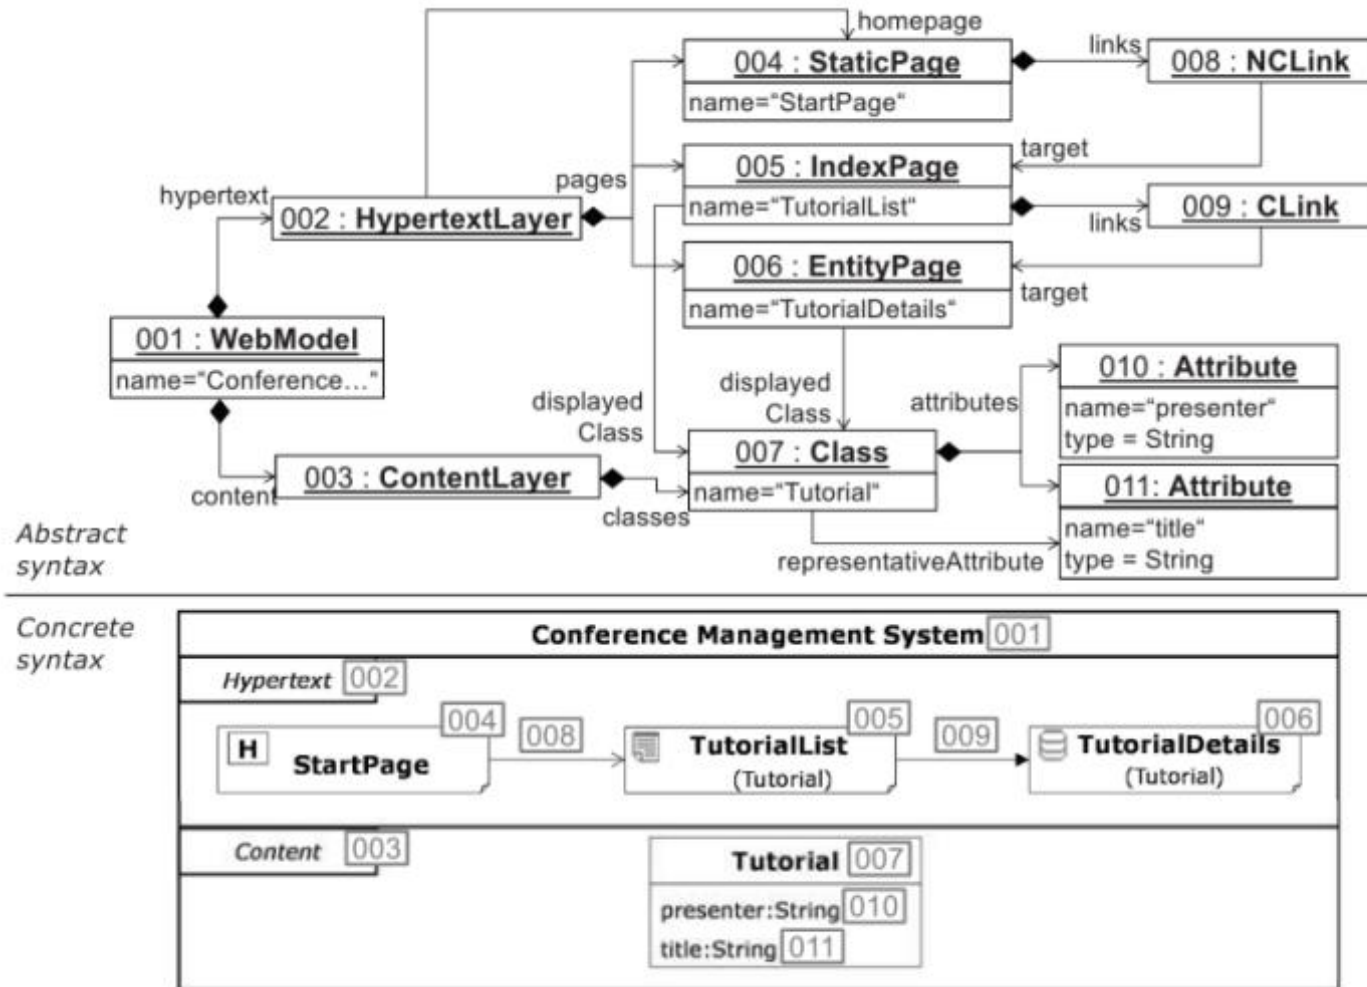 homepage
004 : StaticPage
name="StartPage"
links
008 : NCLink
target
005 : IndexPage
name="TutorialList"
links
009 : CLink
target
hypertext
pages
002 : HypertextLayer
006 : EntityPage
name="TutorialDetails"
001 : WebModel
name="Conference..."
displayed
Class
displayed
Class
attributes
010 : Attribute
name="presenter"
type = String
007 : Class
name="Tutorial"
003 : ContentLayer
content
classes
011: Attribute
name="title"
type = String
representativeAttribute
Abstract
syntax
Concrete
syntax
Conference Management System 001
Hypertext 002
004
H StartPage
008
005
TutorialList
(Tutorial)
009
006
TutorialDetails
(Tutorial)
Content 003
Tutorial 007
presenter:String 010
title:String 011